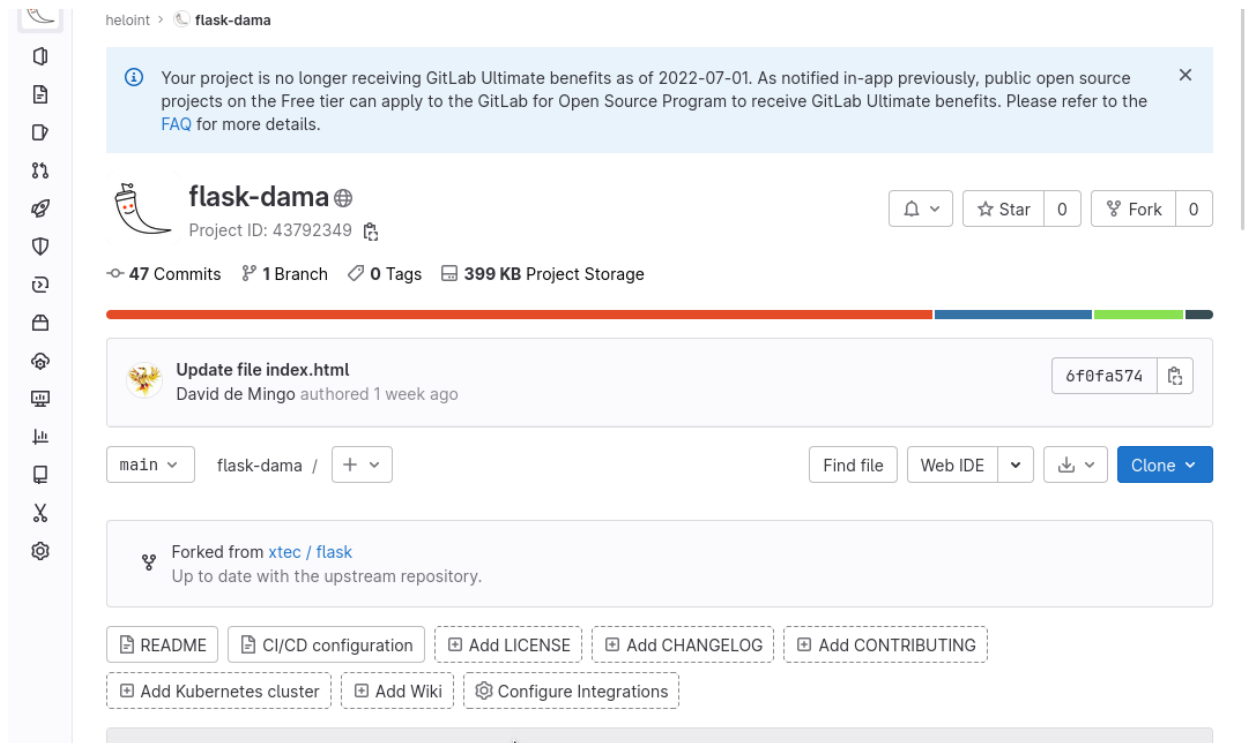 heloint > flask-dama
Your project is no longer receiving GitLab Ultimate benefits as of 2022-07-01. As notified in-app previously, public open source
projects on the Free tier can apply to the GitLab for Open Source Program to receive GitLab Ultimate benefits. Please refer to the
FAQ for more details.
flask-dama
Star 0 Fork 0
Project ID: 43792349
47 Commits 1 Branch 0 Tags 399 KB Project Storage
Update file index.html
David de Mingo authored 1 week ago
6f0fa574
main flask-dama / + Find file Web IDE Clone
Forked from xtec / flask
Up to date with the upstream repository.
README CI/CD configuration Add LICENSE Add CHANGELOG Add CONTRIBUTING
Add Kubernetes cluster Add Wiki Configure Integrations